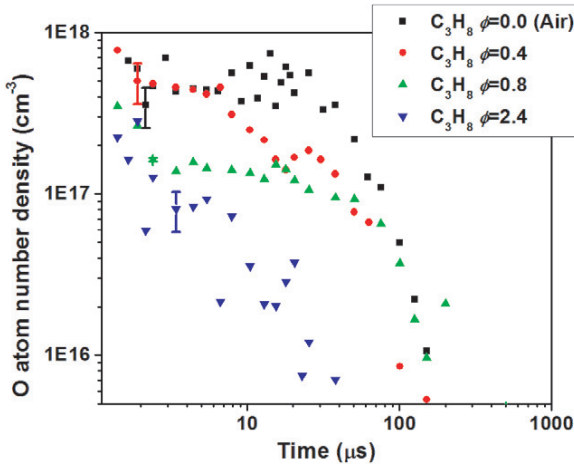 1E18
1E17
1E16
O atom number density (cm⁻³)
C₃H₈ ϕ=0.0 (Air)
C₃H₈ ϕ=0.4
C₃H₈ ϕ=0.8
C₃H₈ ϕ=2.4
10
100
1000
Time (μs)